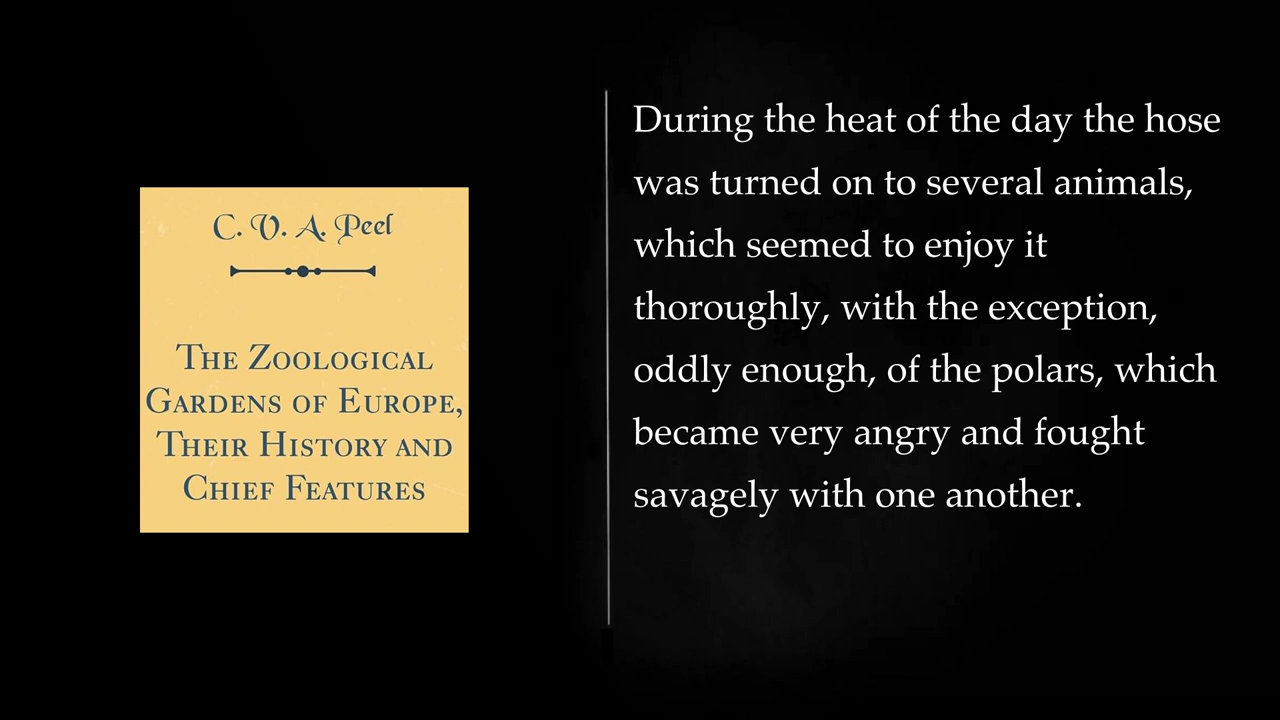 C. V. A. Peel
The Zoological
Gardens of Europe,
Their History and
Chief Features
During the heat of the day the hose
was turned on to several animals,
which seemed to enjoy it
thoroughly, with the exception,
oddly enough, of the polars, which
became very angry and fought
savagely with one another.